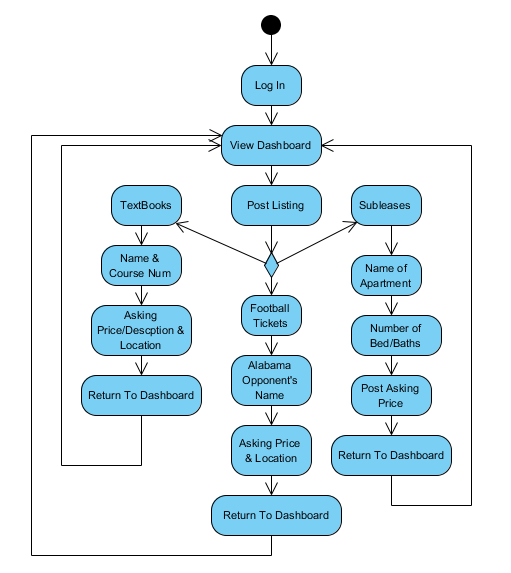 Log In
View Dashboard
TextBooks
Post Listing
Subleases
Name &
Course Num
Name of
Apartment
Asking
Price/Descption &
Location
Football
Tickets
Number of
Bed/Baths
Return To Dashboard
Alabama
Opponent's
Name
Post Asking
Price
Asking Price
& Location
Return To Dashboard
Return To Dashboard